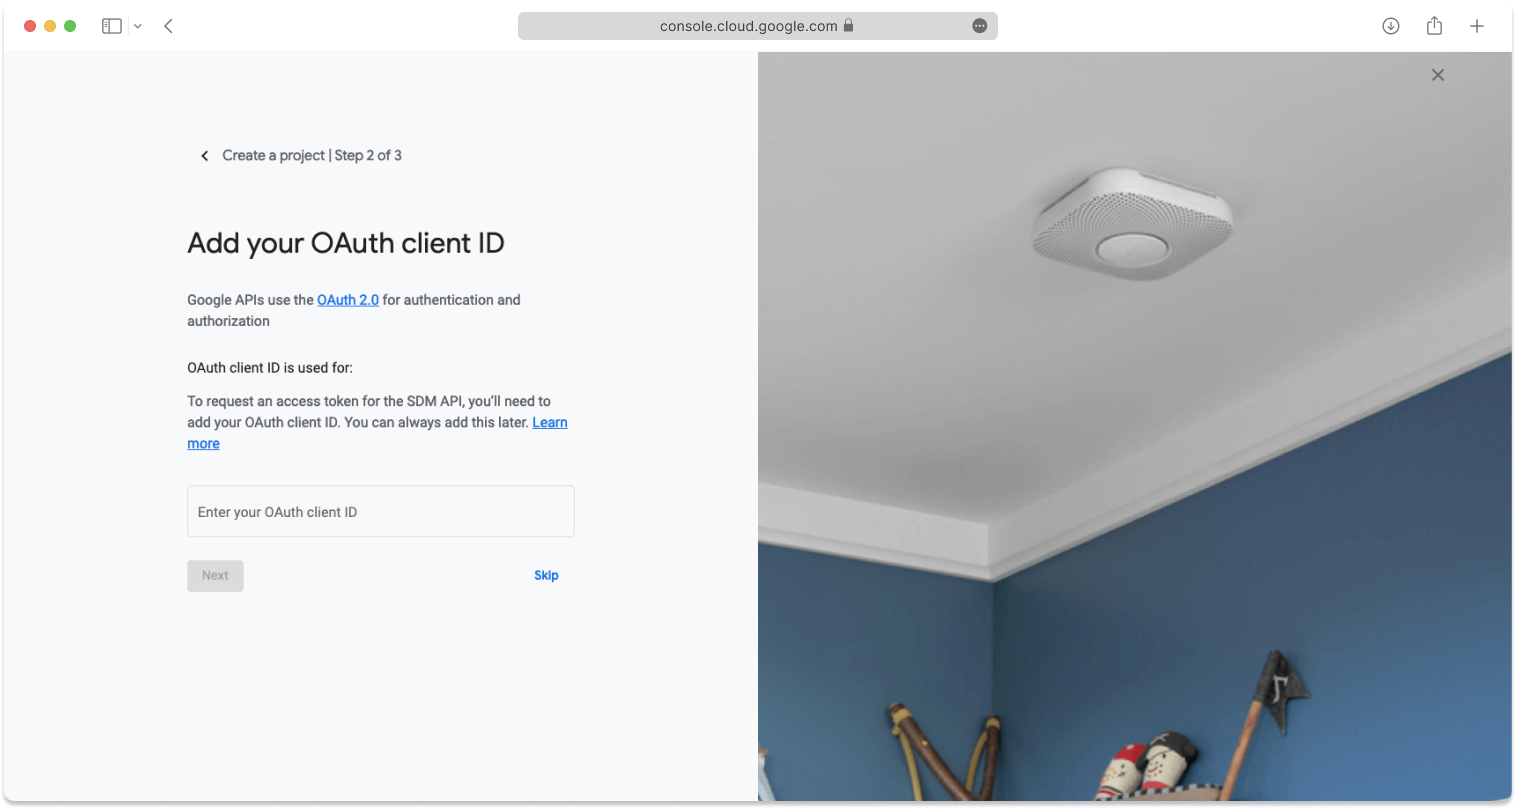 console.cloud.google.com
Create a project | Step 2 of 3
Add your OAuth client ID
Google APIs use the OAuth 2.0 for authentication and
authorization
OAuth client ID is used for:
To request an access token for the SDM API, you’ll need to
add your OAuth client ID. You can always add this later. Learn
more
Enter your OAuth client ID
Next
Skip